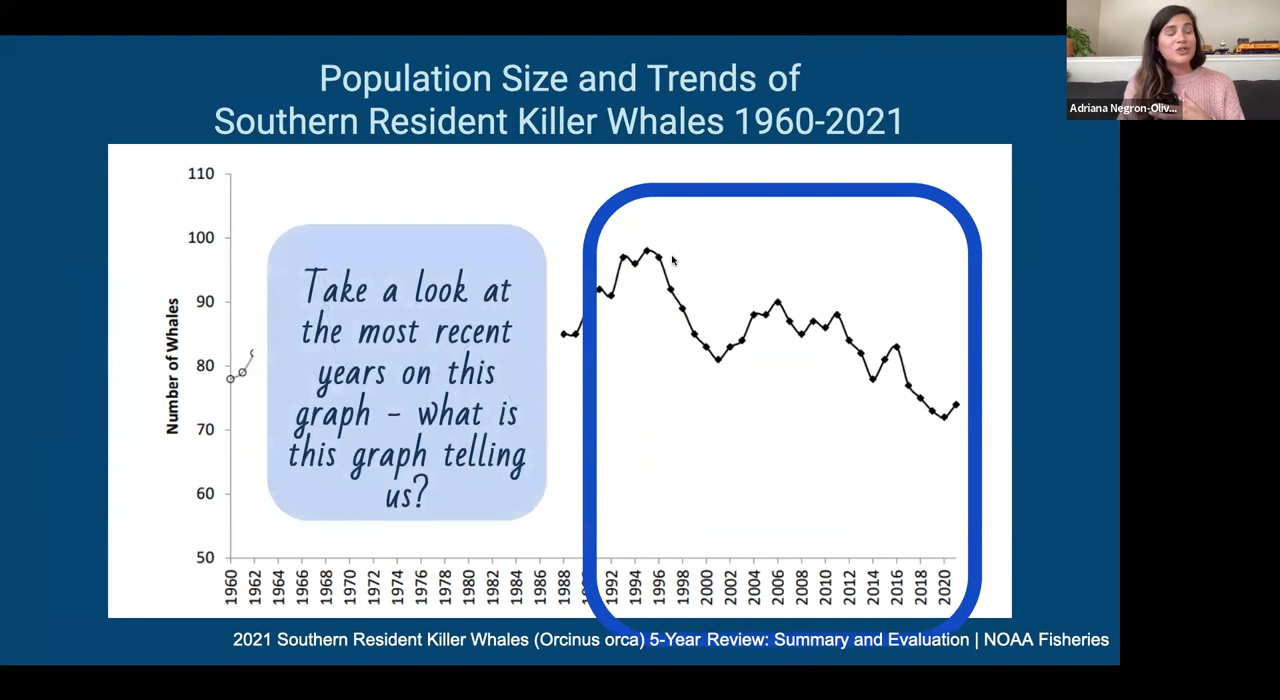 Adriana Negron-Oliv...
Population Size and Trends of
Southern Resident Killer Whales 1960-2021
Number of Whales
110
100
90
80
70
60
50
Take a look at
the most recent
years on this
graph - what is
this graph telling
us?
1960 1962 1964 1966 1968 1970 1972 1974 1976 1978 1980 1982 1984 1986 1988 1992 1994 1996 1998 2000 2002 2004 2006 2008 2010 2012 2014 2016 2018 2020
2021 Southern Resident Killer Whales (Orcinus orca) 5-Year Review: Summary and Evaluation | NOAA Fisheries